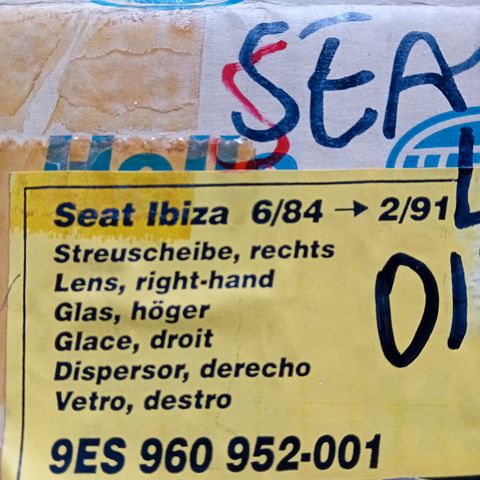 SEA
Hella
Seat Ibiza 6/84 → 2/91
Streuscheibe, rechts
Lens, right-hand
Glas, höger
Glace, droit
Dispersor, derecho
Vetro, destro
9ES 960 952-001